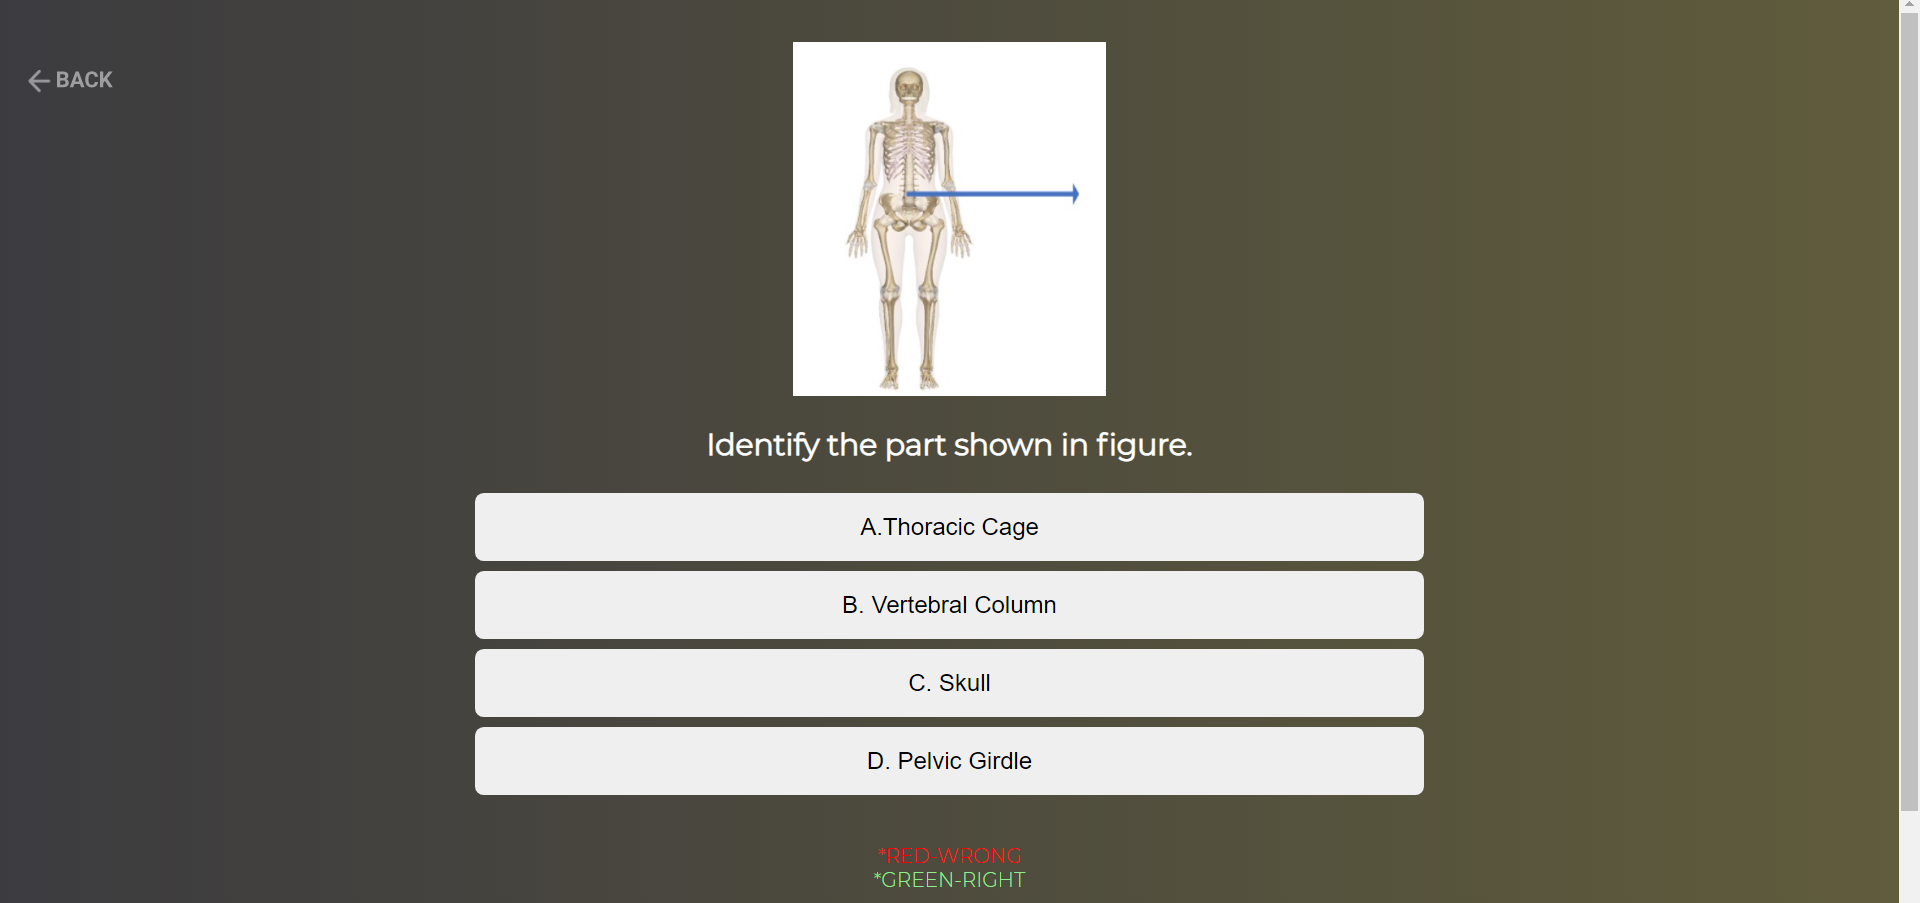 BACK
Identify the part shown in figure.
A.Thoracic Cage
B. Vertebral Column
C. Skull
D. Pelvic Girdle
*RED-WRONG
*GREEN-RIGHT